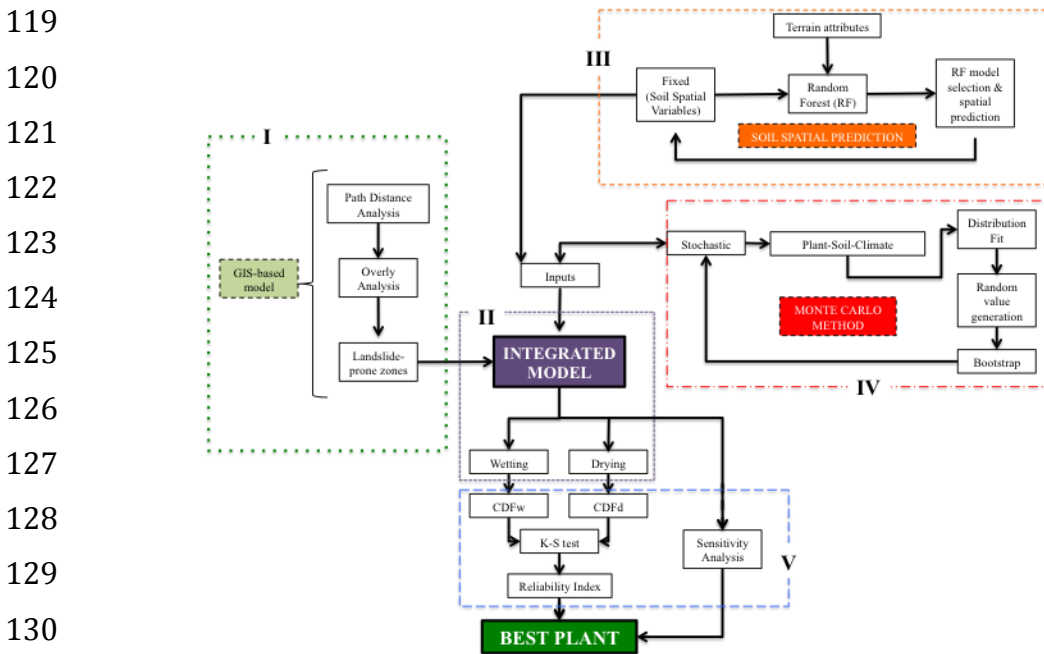 119
120
121
122
123
124
125
126
127
128
129
130
III
Terrain attributes
Fixed
(Soil Spatial
Variables)
Random
Forest (RF)
RF model
selection &
spatial
prediction
SOIL SPATIAL PREDICTION
I
GIS-based
model
Path Distance
Analysis
Overly
Analysis
Landslide-
prone zones
Inputs
Stochastic
Plant-Soil-Climate
Distribution
Fit
Random
value
generation
Bootstrap
MONTE CARLO
METHOD
IV
II
INTEGRATED
MODEL
Wetting
Drying
CDFw
CDFd
K-S test
Reliability Index
Sensitivity
Analysis
V
BEST PLANT